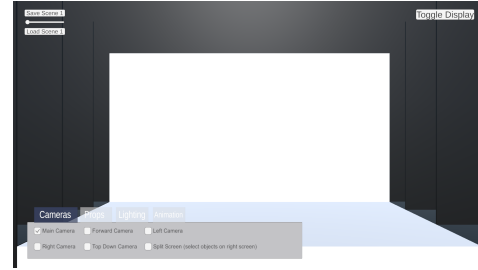 Save Scene 1
Toggle Display
Load Scene 1
Cameras Props Lighting Animation
Main Camera Forward Camera Left Camera
Right Camera Top Down Camera Split Screen (select objects on right screen)